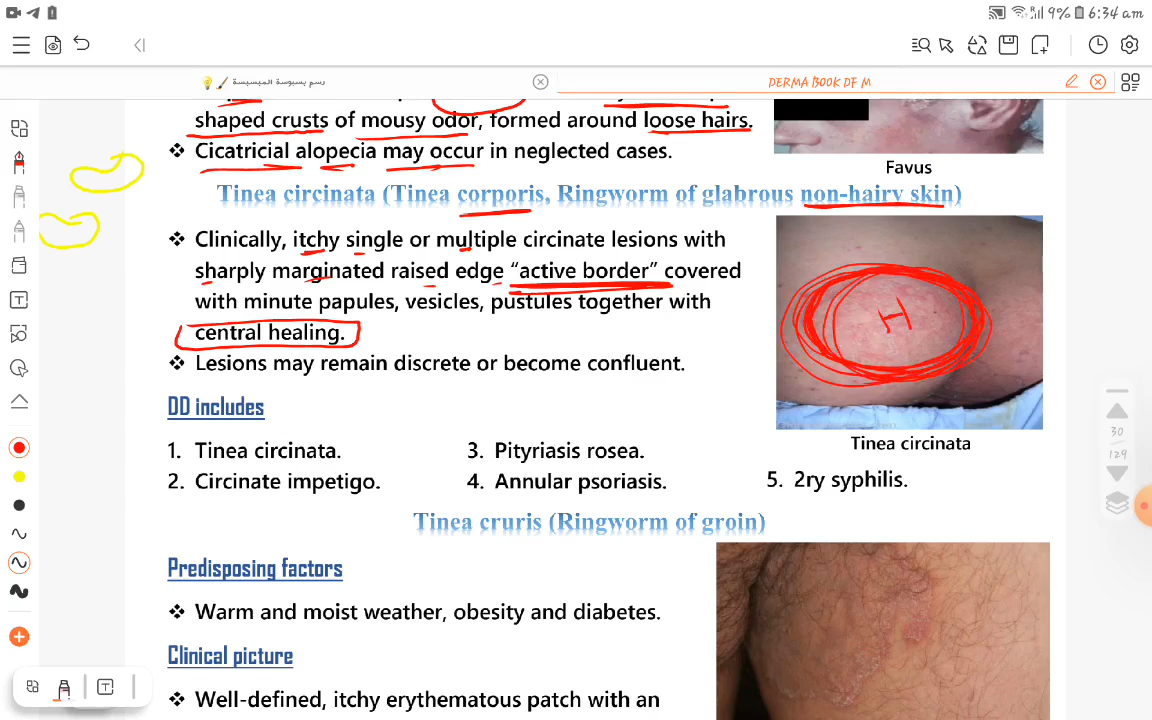 9% 6:34 am
رسم بسبوسة المبسبسة
DERMA BOOK DF M
shaped crusts of mousy odor, formed around loose hairs.
❖ Cicatricial alopecia may occur in neglected cases.
Favus
Tinea circinata (Tinea corporis, Ringworm of glabrous non-hairy skin)
❖ Clinically, itchy single or multiple circinate lesions with
sharply marginated raised edge “active border” covered
with minute papules, vesicles, pustules together with
central healing.
H
❖ Lesions may remain discrete or become confluent.
Tinea circinata
DD includes
1. Tinea circinata.
2. Circinate impetigo.
3. Pityriasis rosea.
4. Annular psoriasis.
5. 2ry syphilis.
30
129
Tinea cruris (Ringworm of groin)
Predisposing factors
❖ Warm and moist weather, obesity and diabetes.
Clinical picture
❖ Well-defined, itchy erythematous patch with an